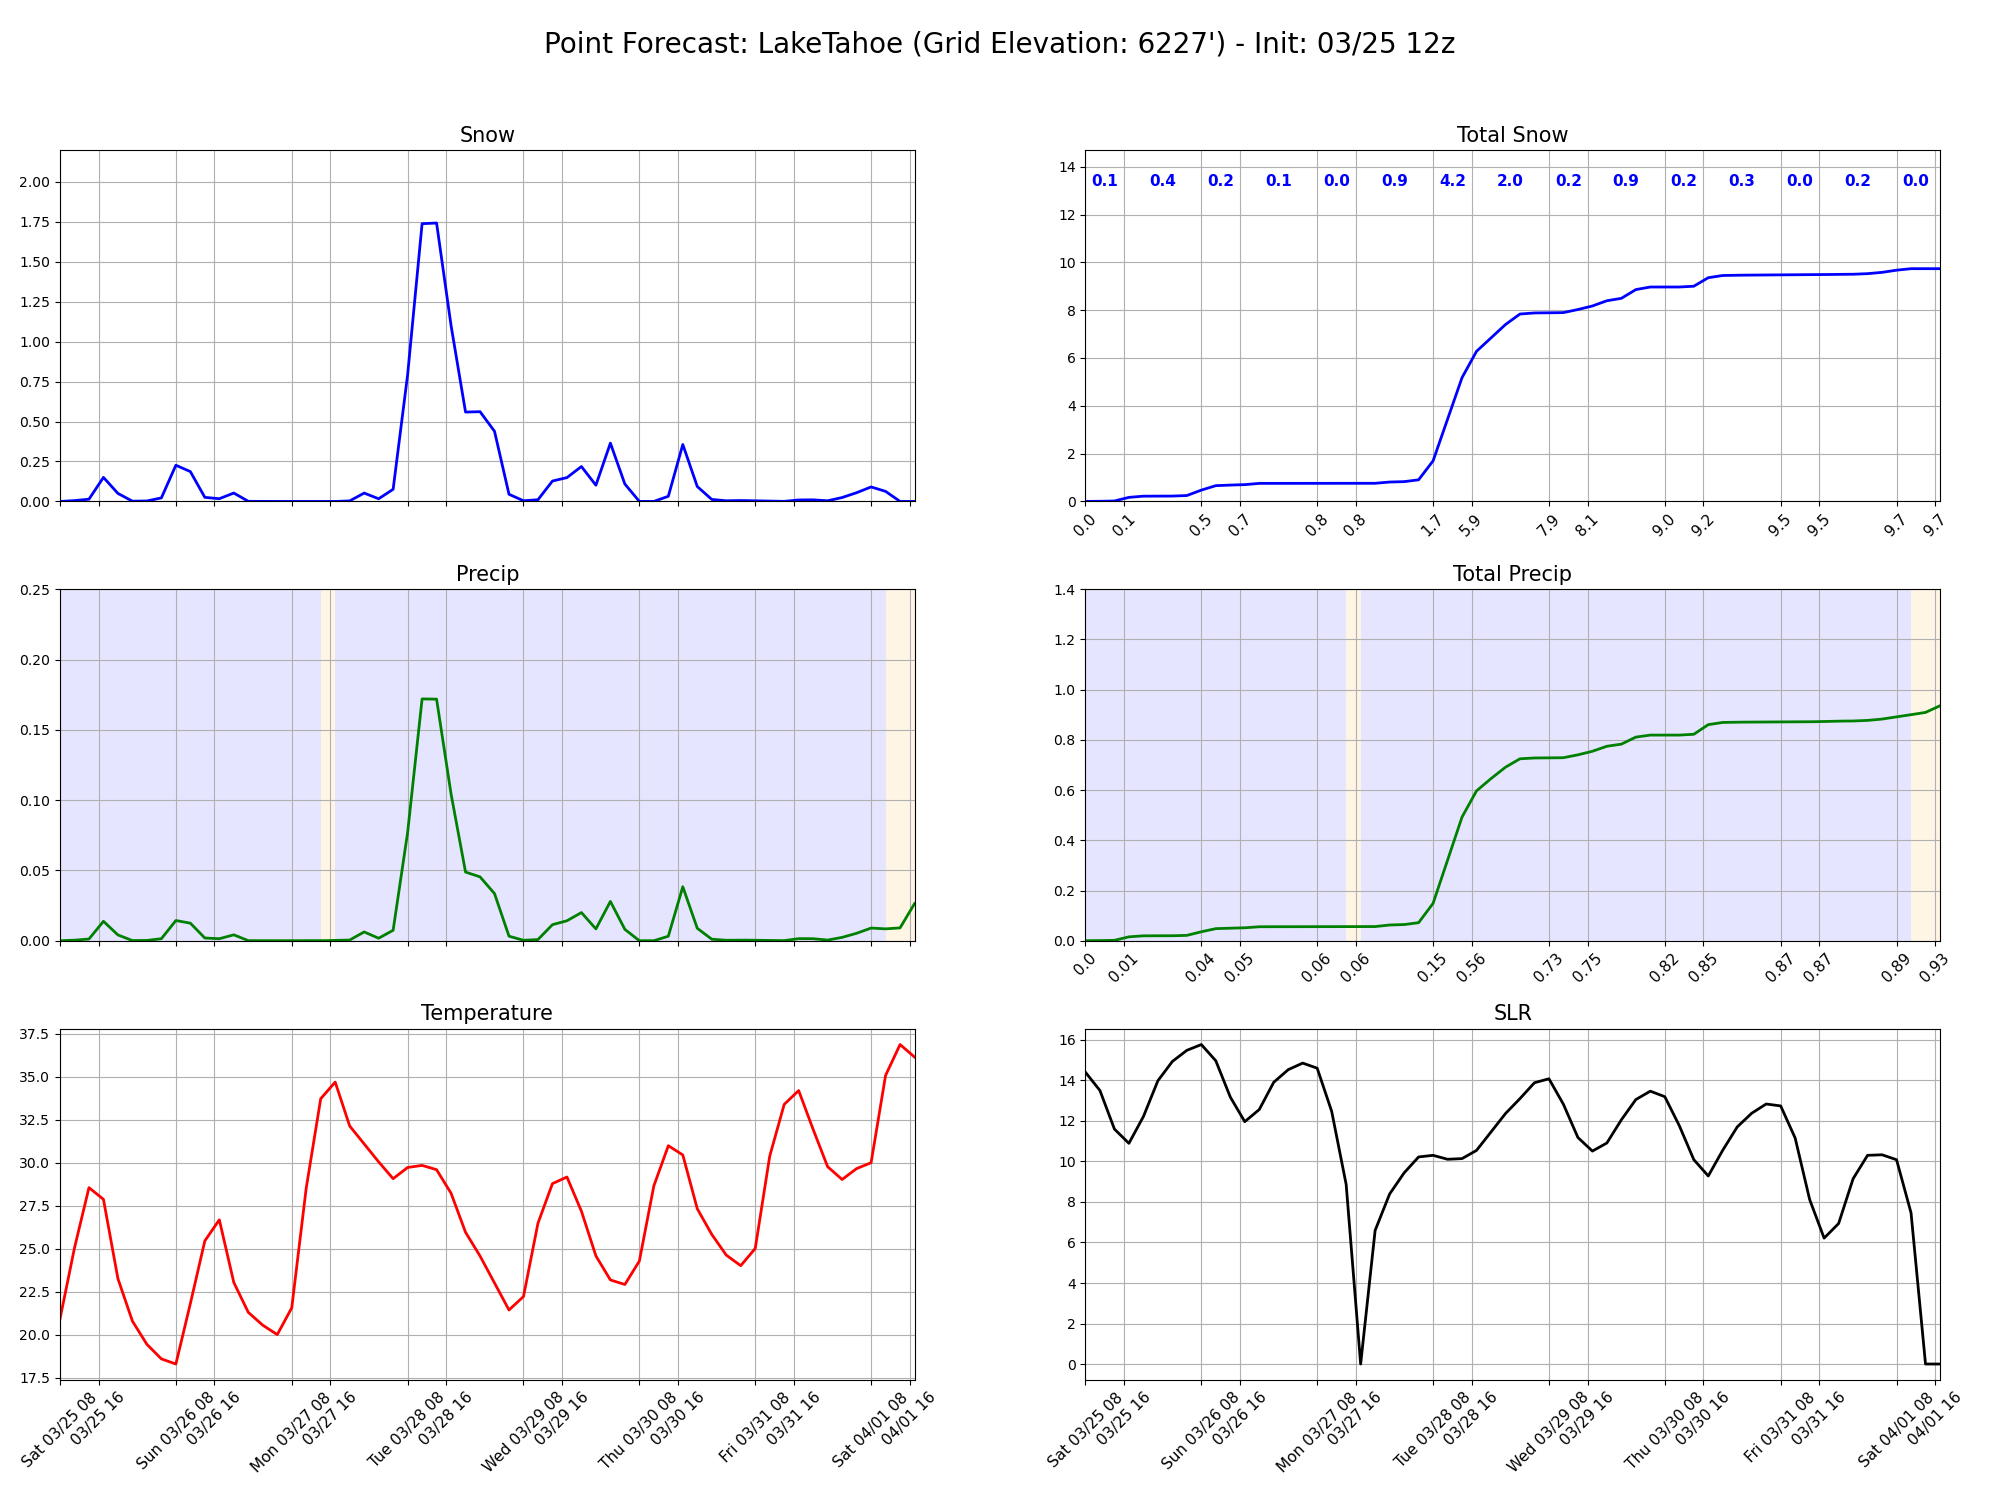 Point Forecast: LakeTahoe (Grid Elevation: 6227') - Init: 03/25 12z
Snow
2.00
1.75
1.50
1.25
1.00
0.75
0.50
0.25
0.00
Total Snow
14
12
10
8
6
4
2
0
0.1 0.4 0.2 0.1 0.0 0.9 4.2 2.0 0.2 0.9 0.2 0.3 0.0 0.2 0.0
0.0 0.1 0.5 0.7 0.8 0.8 1.7 5.9 7.9 8.1 9.0 9.2 9.5 9.5 9.7 9.7
Precip
0.25
0.20
0.15
0.10
0.05
0.00
Total Precip
1.4
1.2
1.0
0.8
0.6
0.4
0.2
0.0
0.0 0.01 0.04 0.05 0.06 0.06 0.15 0.56 0.73 0.75 0.82 0.85 0.87 0.87 0.89 0.93
Temperature
37.5
35.0
32.5
30.0
27.5
25.0
22.5
20.0
17.5
Sat 03/25 08
03/25 16
Sun 03/26 08
03/26 16
Mon 03/27 08
03/27 16
Tue 03/28 08
03/28 16
Wed 03/29 08
03/29 16
Thu 03/30 08
03/30 16
Fri 03/31 08
03/31 16
Sat 04/01 08
04/01 16
SLR
16
14
12
10
8
6
4
2
0
Sat 03/25 08
03/25 16
Sun 03/26 08
03/26 16
Mon 03/27 08
03/27 16
Tue 03/28 08
03/28 16
Wed 03/29 08
03/29 16
Thu 03/30 08
03/30 16
Fri 03/31 08
03/31 16
Sat 04/01 08
04/01 16